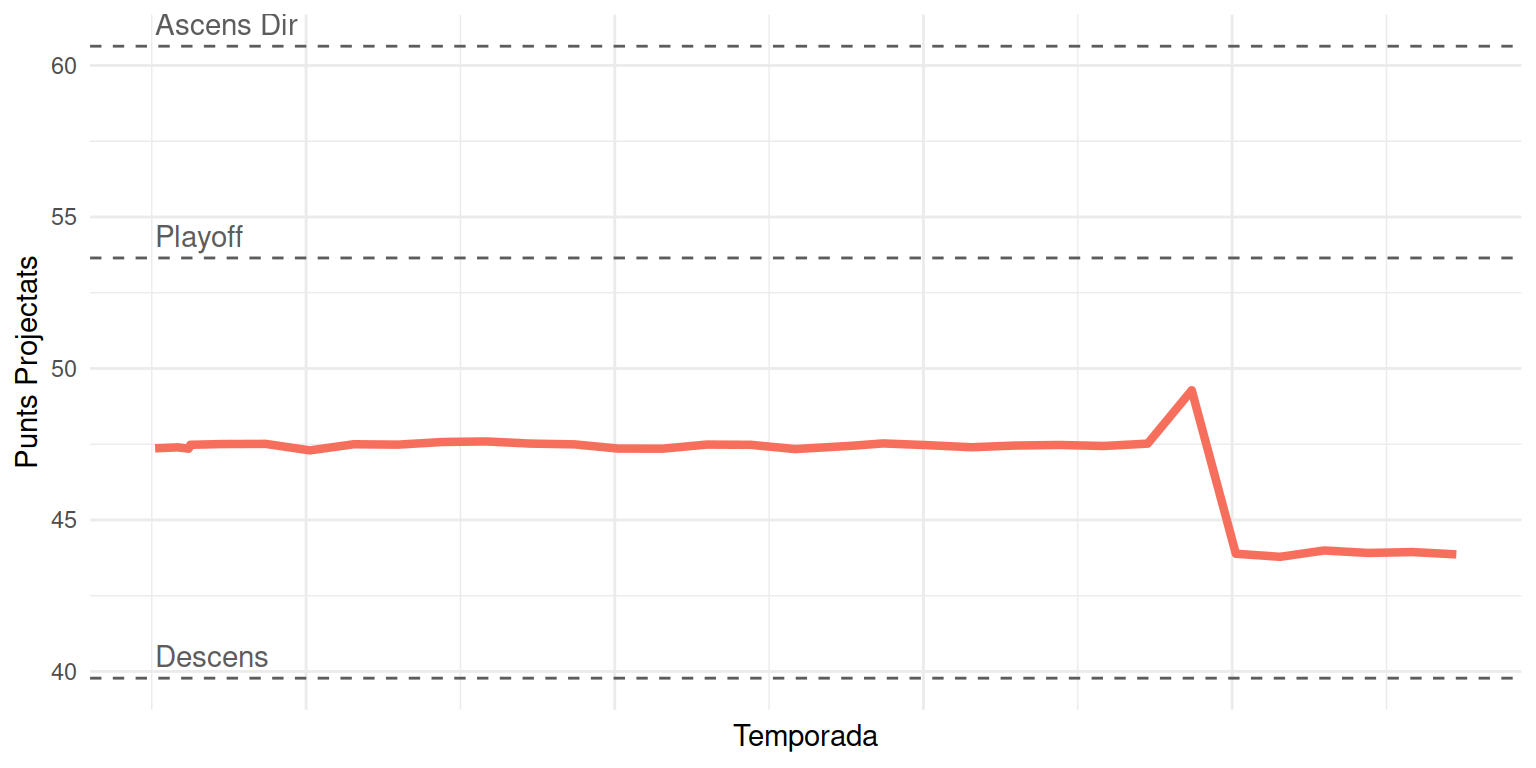 Ascens Dir
60
55
Playoff
50
45
Descens
40
Punts Projectats
Temporada